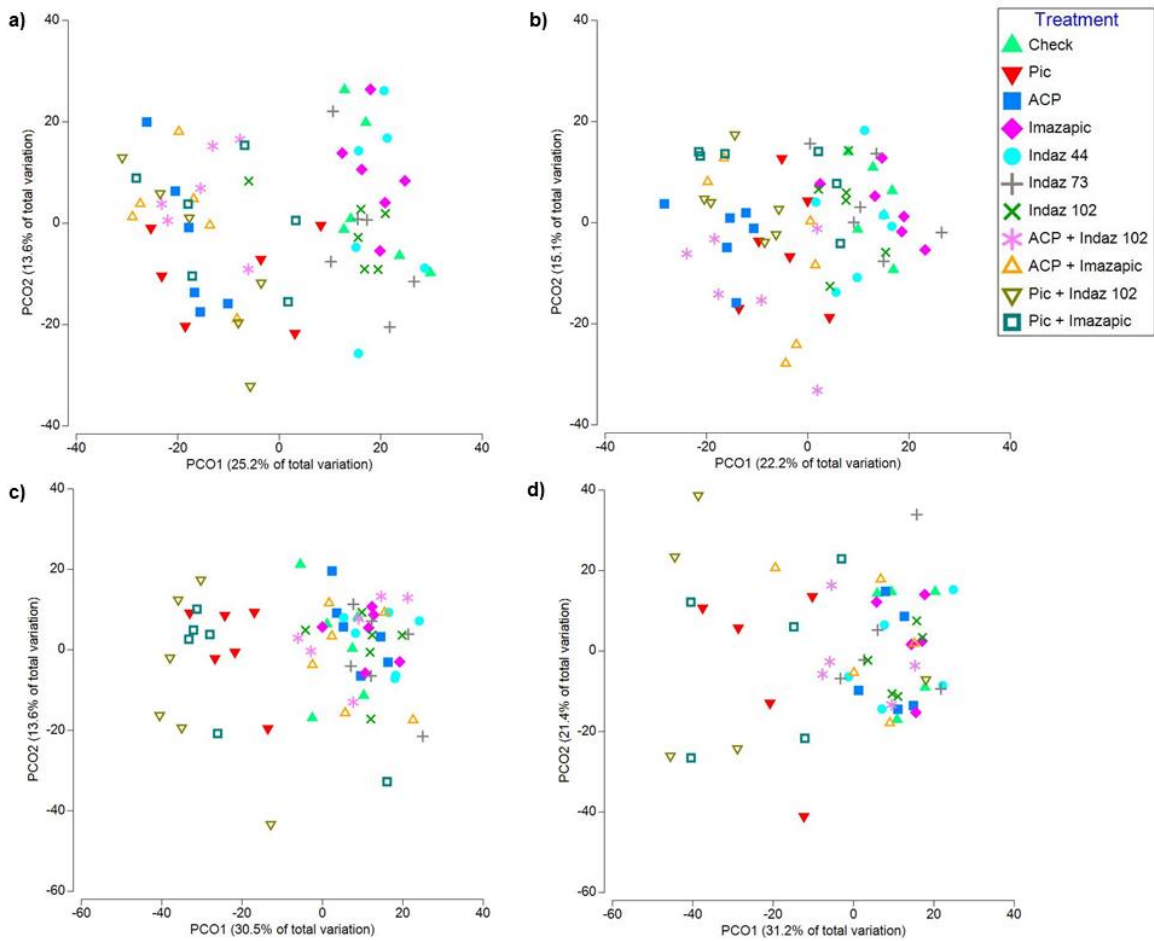 a)
40
20
0
-20
-40
-40
-20
0
20
40
PCO2 (13.6% of total variation)
PCO1 (25.2% of total variation)
b)
40
20
0
-20
-40
-40
-20
0
20
40
PCO2 (15.1% of total variation)
PCO1 (22.2% of total variation)
Treatment
Check
Pic
ACP
Imazapic
Indaz 44
Indaz 73
Indaz 102
ACP + Indaz 102
ACP + Imazapic
Pic + Indaz 102
Pic + Imazapic
c)
40
20
0
-20
-40
-60
-60
-40
-20
0
20
40
PCO2 (13.6% of total variation)
PCO1 (30.5% of total variation)
d)
40
20
0
-20
-40
-60
-60
-40
-20
0
20
40
PCO2 (21.4% of total variation)
PCO1 (31.2% of total variation)